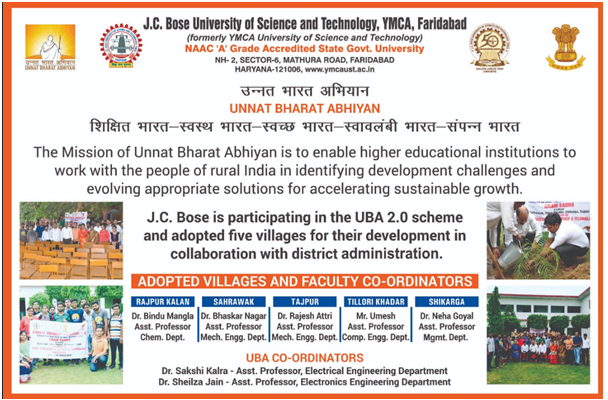 J.C. Bose University of Science and Technology, YMCA, Faridabad
(formerly YMCA University of Science and Technology)
NAAC 'A' Grade Accredited State Govt. University
NH- 2, SECTOR-6, MATHURA ROAD, FARIDABAD
HARYANA-121006, www.ymcaust.ac.in
उन्नत भारत अभियान
UNNAT BHARAT ABHIYAN
उन्नत भारत अभियान
UNNAT BHARAT ABHIYAN
शिक्षित भारत–स्वस्थ भारत–स्वच्छ भारत–स्वावलंबी भारत–संपन्न भारत
The Mission of Unnat Bharat Abhiyan is to enable higher educational institutions to
work with the people of rural India in identifying development challenges and
evolving appropriate solutions for accelerating sustainable growth.
J.C. Bose is participating in the UBA 2.0 scheme
and adopted five villages for their development in
collaboration with district administration.
ADOPTED VILLAGES AND FACULTY CO-ORDINATORS
RAJPUR KALAN
Dr. Bindu Mangla
Asst. Professor
Chem. Dept.
SAHRAWAK
Dr. Bhaskar Nagar
Asst. Professor
Mech. Engg. Dept.
TAJPUR
Dr. Rajesh Attri
Asst. Professor
Mech. Engg. Dept.
TILLORI KHADAR
Mr. Umesh
Asst. Professor
Comp. Engg. Dept.
SHIKARGA
Dr. Neha Goyal
Asst. Professor
Mgmt. Dept.
UBA CO-ORDINATORS
Dr. Sakshi Kalra - Asst. Professor, Electrical Engineering Department
Dr. Sheilza Jain - Asst. Professor, Electronics Engineering Department